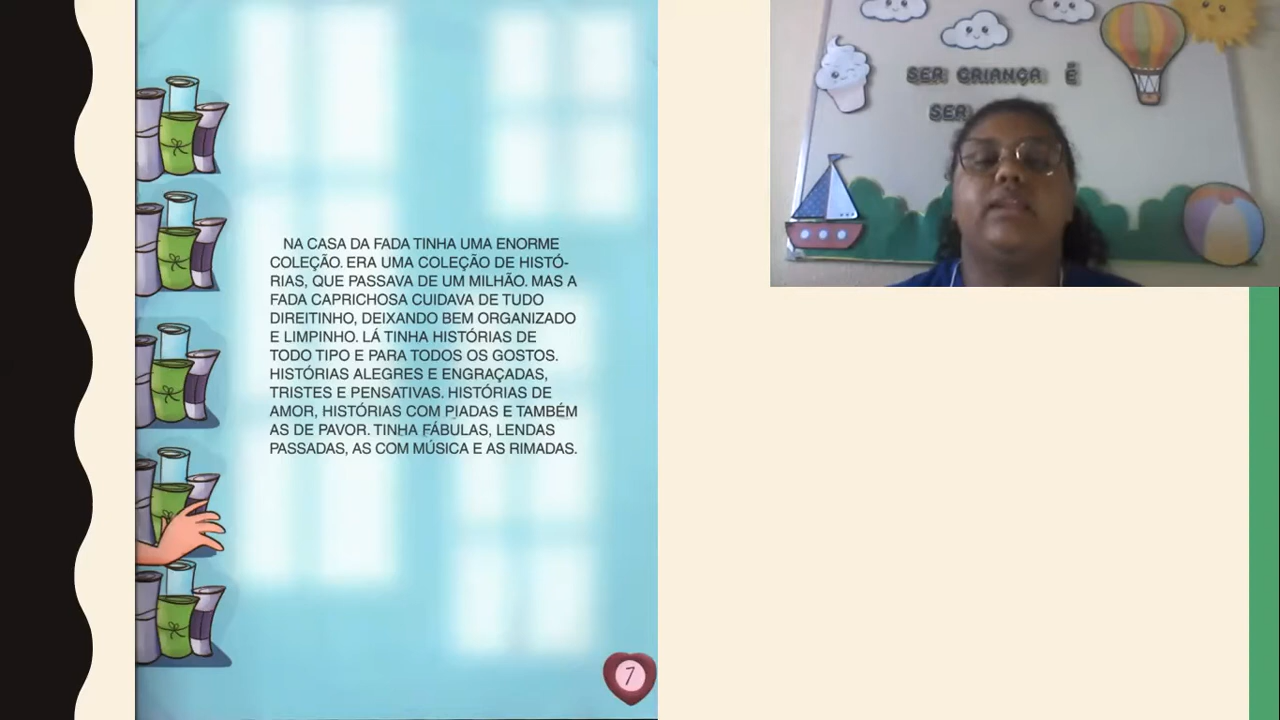 NA CASA DA FADA TINHA UMA ENORME
COLEÇÃO. ERA UMA COLEÇÃO DE HISTÓ-
RIAS, QUE PASSAVA DE UM MILHÃO. MAS A
FADA CAPRICHOSA CUIDAVA DE TUDO
DIREITINHO, DEIXANDO BEM ORGANIZADO
E LIMPINHO. LÁ TINHA HISTÓRIAS DE
TODO TIPO E PARA TODOS OS GOSTOS.
HISTÓRIAS ALEGRES E ENGRAÇADAS,
TRISTES E PENSATIVAS. HISTÓRIAS DE
AMOR, HISTÓRIAS COM PIADAS E TAMBÉM
AS DE PAVOR. TINHA FÁBULAS, LENDAS
PASSADAS, AS COM MÚSICA E AS RIMADAS.
7
SER CRIANÇA É
SER